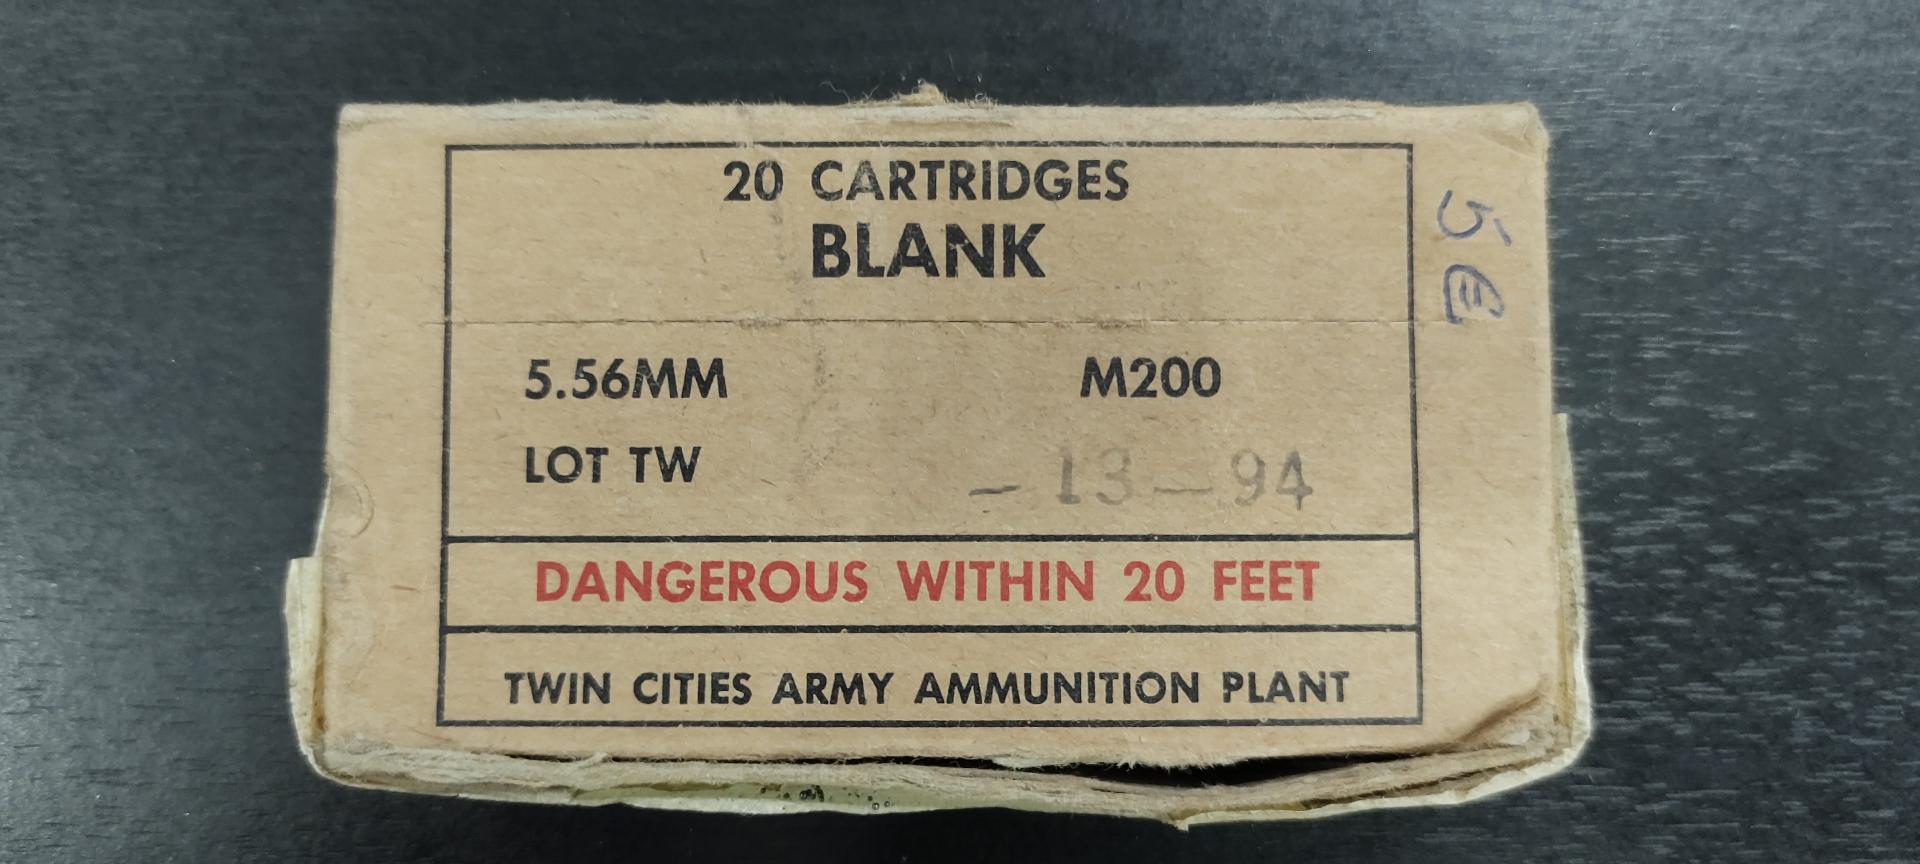 20 CARTRIDGES
BLANK
5.56MM M200
LOT TW - 13-94
DANGEROUS WITHIN 20 FEET
TWIN CITIES ARMY AMMUNITION PLANT
5 €